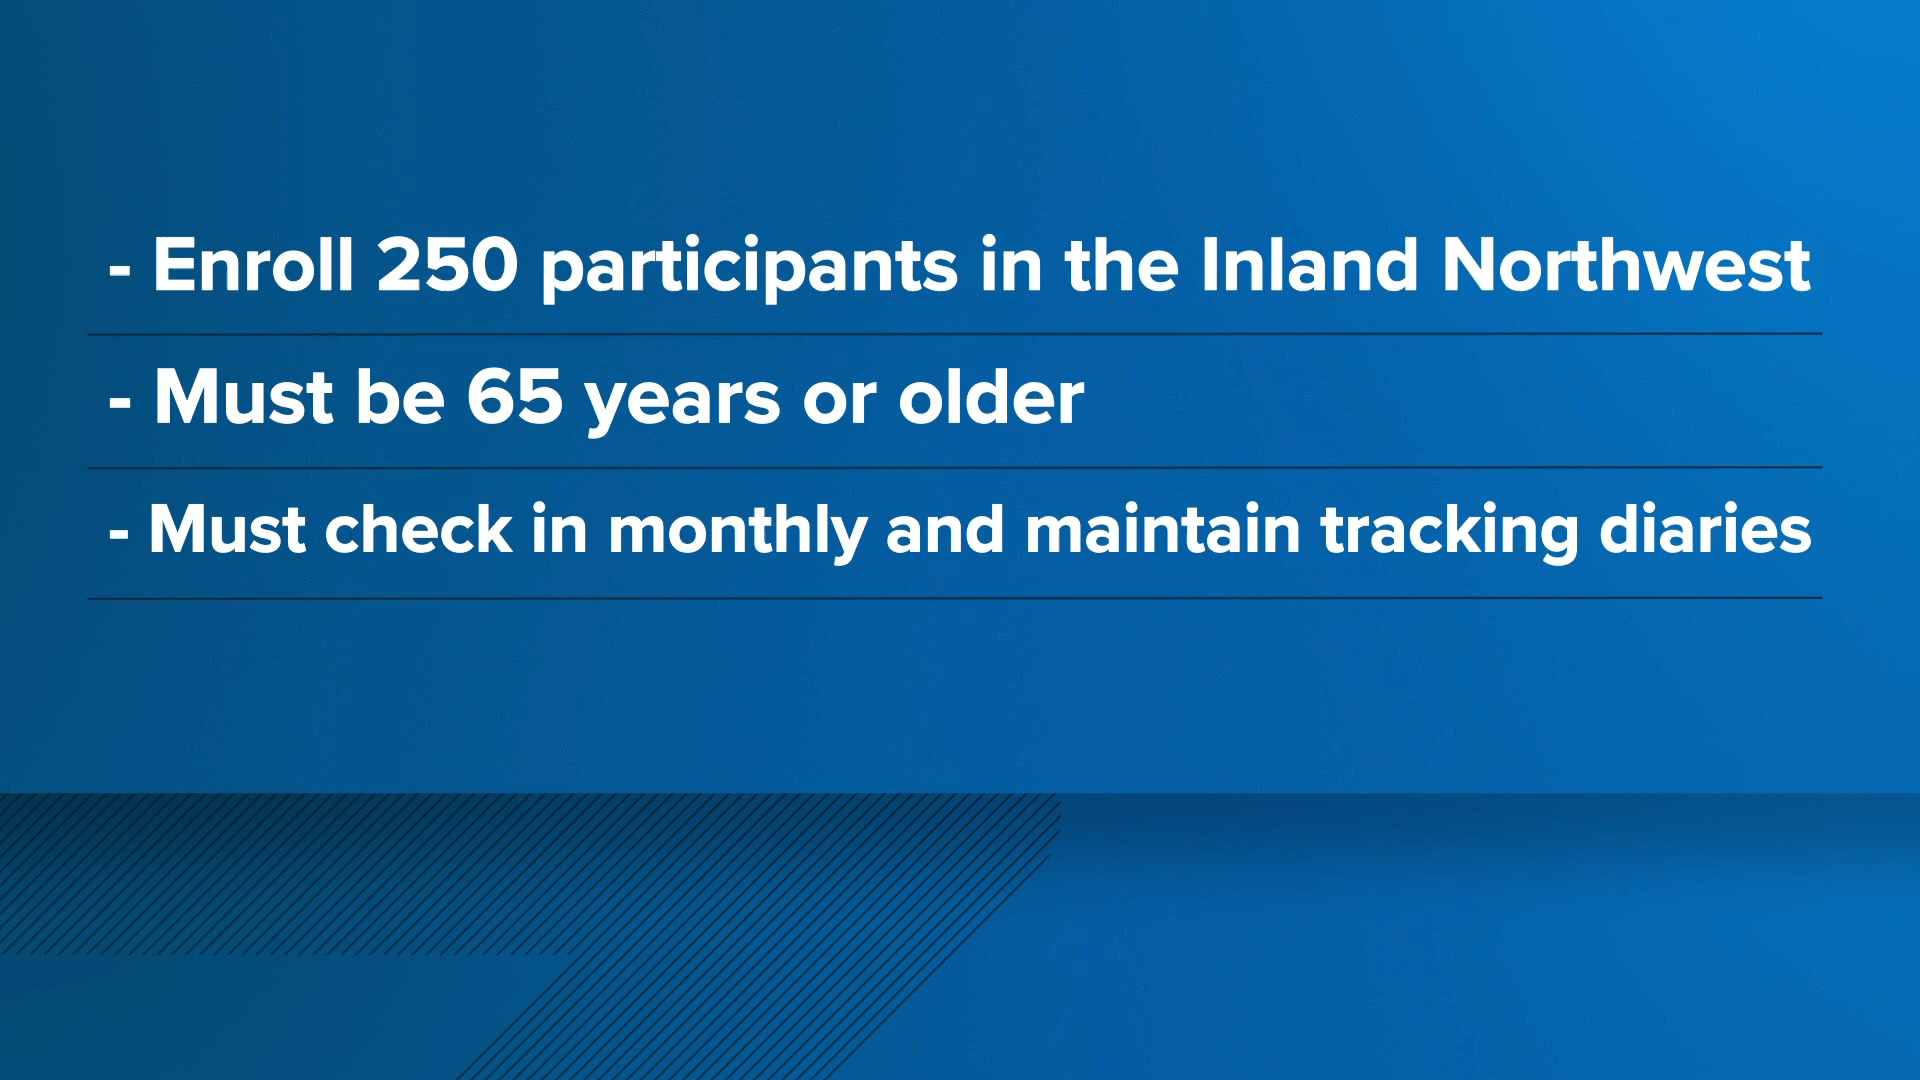 - Enroll 250 participants in the Inland Northwest
- Must be 65 years or older
- Must check in monthly and maintain tracking diaries